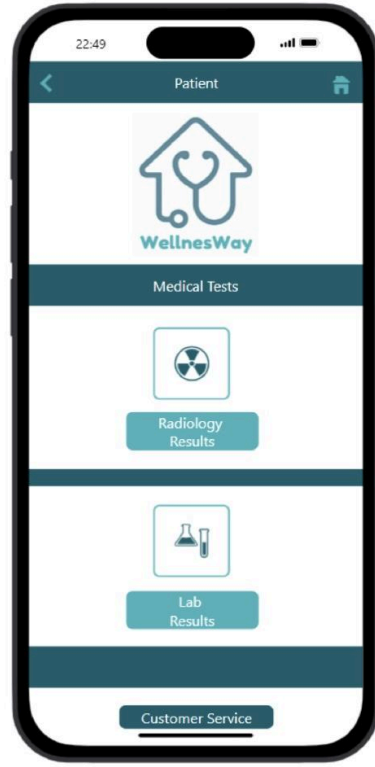 22:49
Patient
WellnesWay
Medical Tests
Radiology
Results
Lab
Results
Customer Service